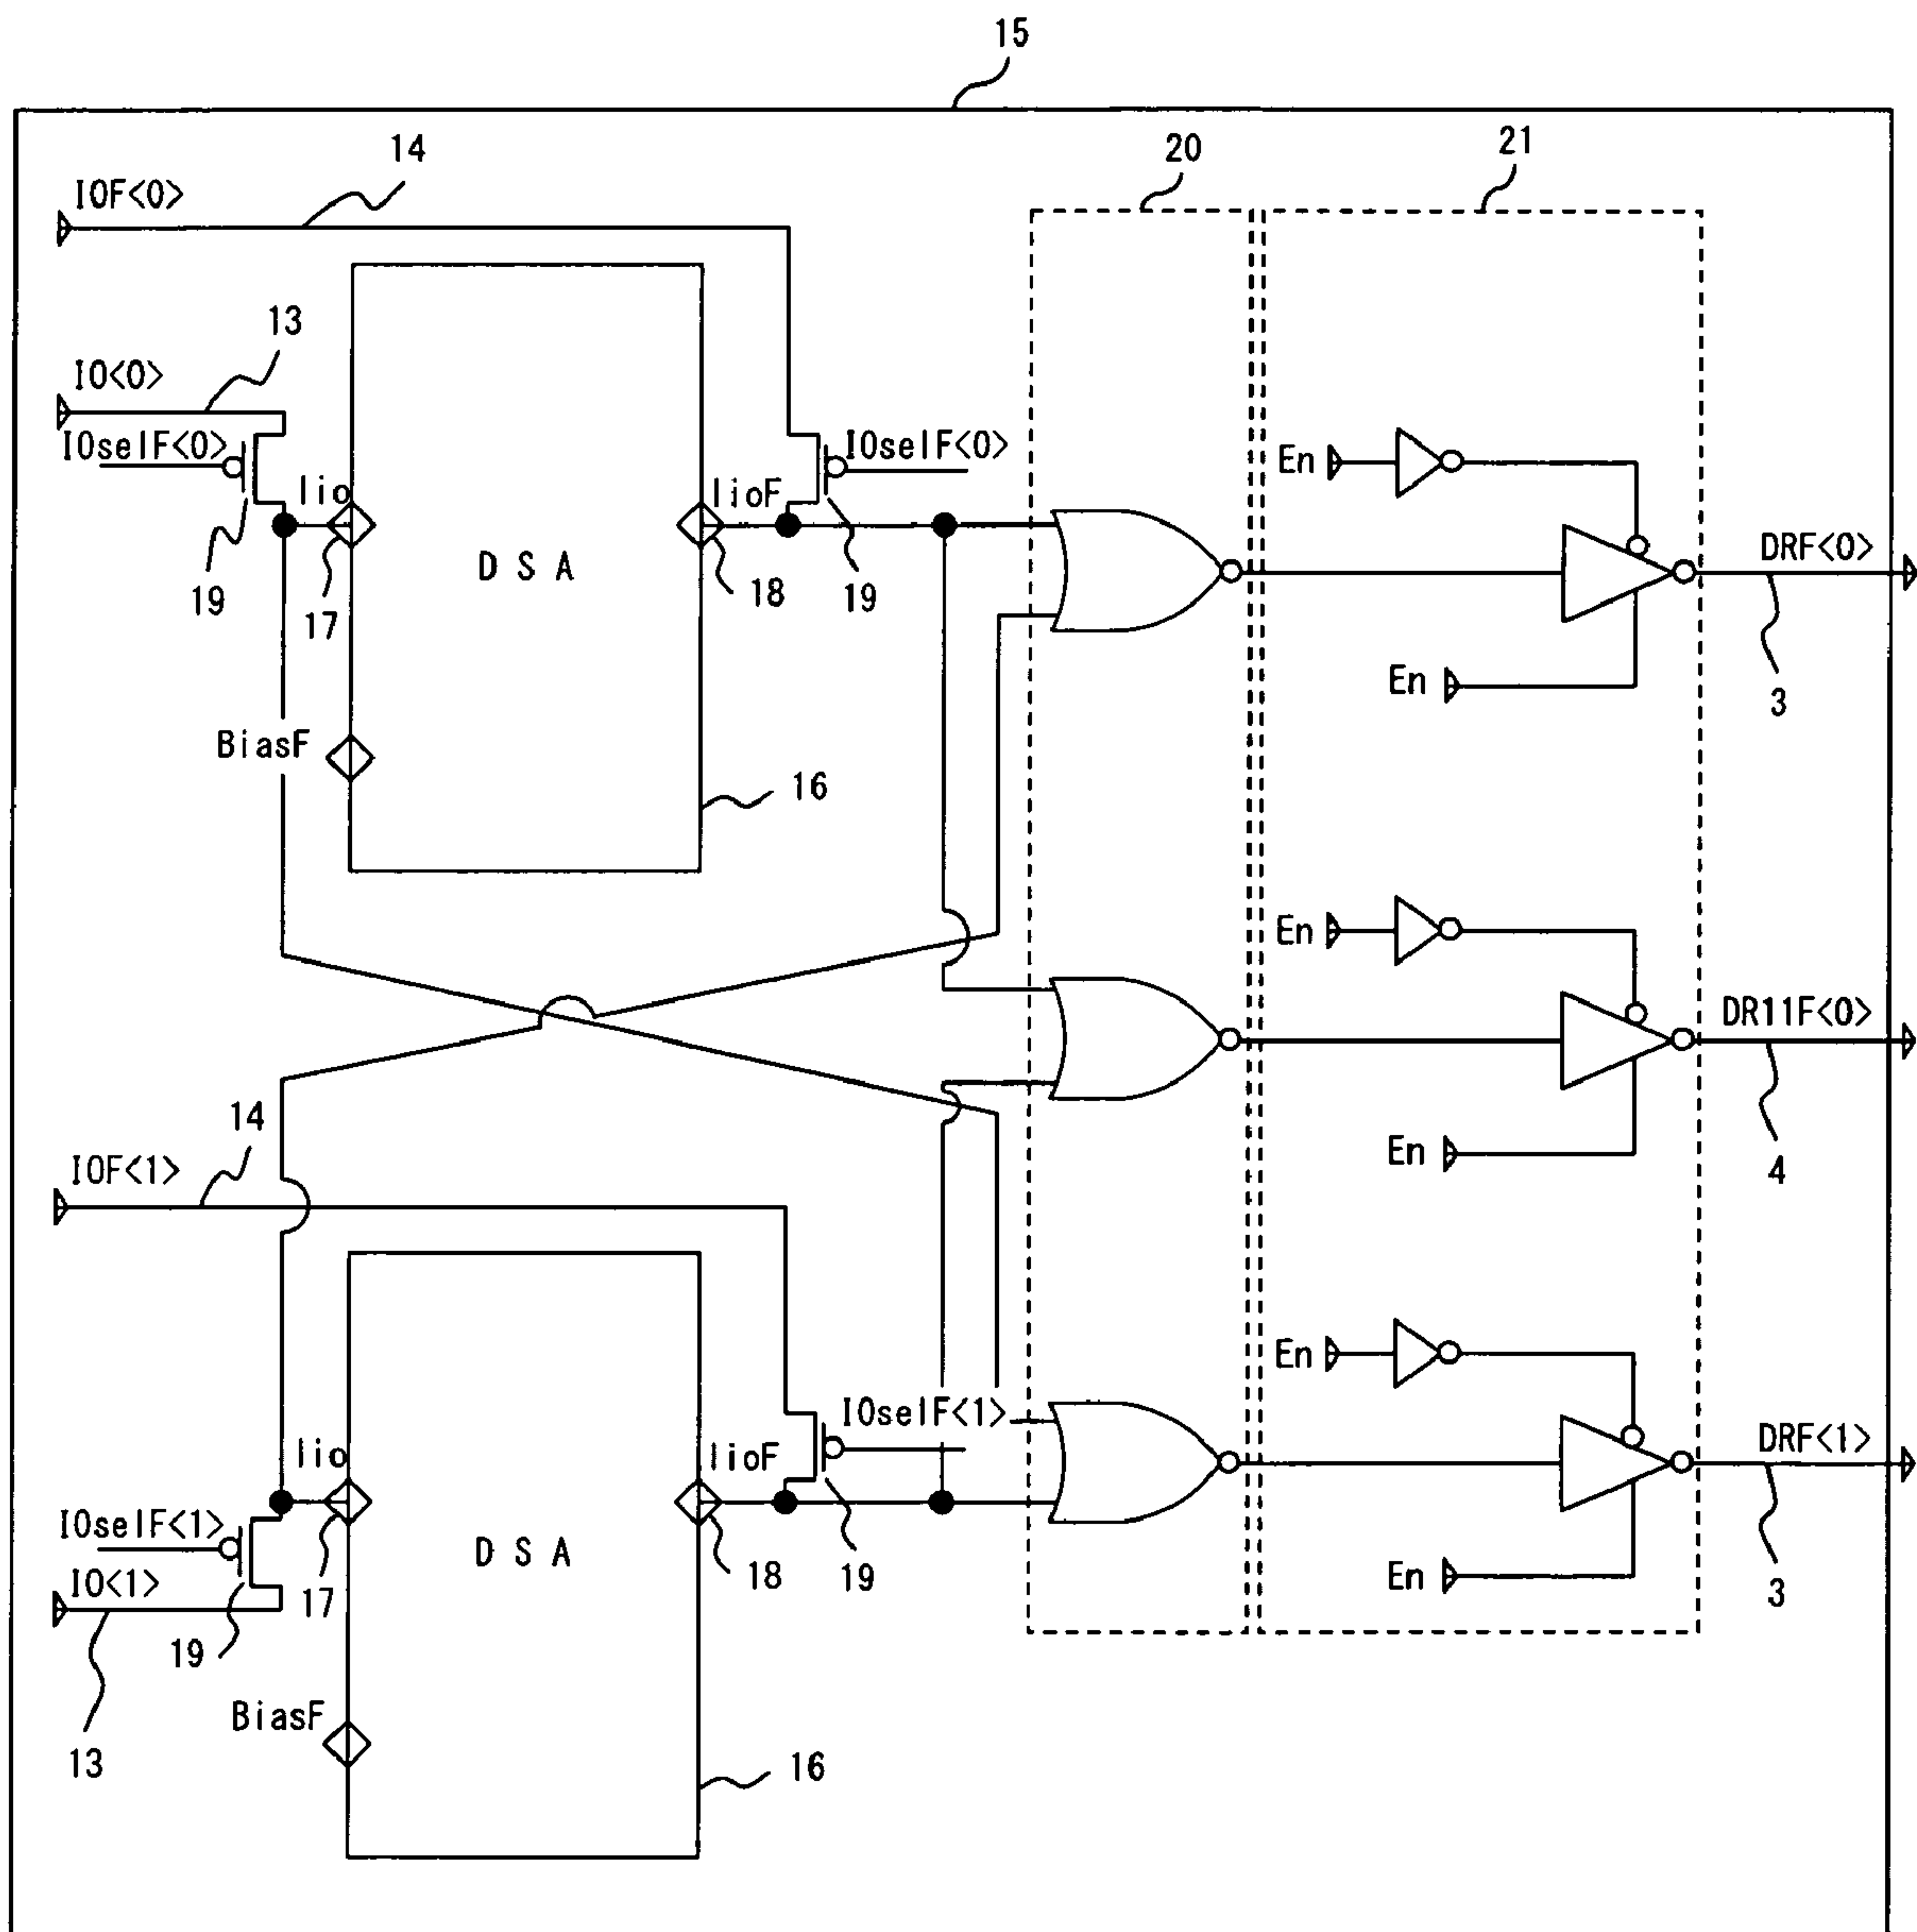 15
14
20
21
IOF<0>
13
IO<0>
IOselF<0>
IOselF<0>
En
lio
lioF
DRF<0>
D S A
19
17
18
19
En
3
BiasF
16
En
DR11F<0>
14
IOF<1>
En
4
En
IOselF<1>
DRF<1>
lio
lioF
IOselF<1>
D S A
IO<1>
17
18
19
En
3
19
BiasF
13
16